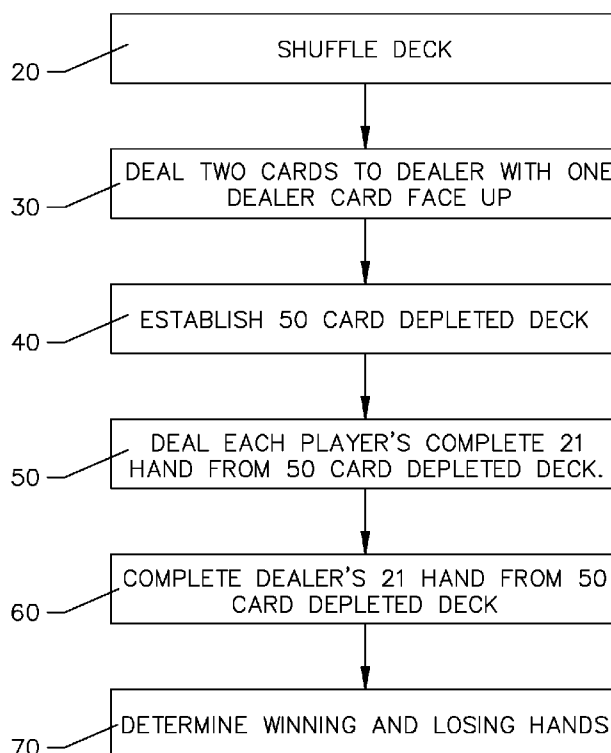 SHUFFLE DECK
20
DEAL TWO CARDS TO DEALER WITH ONE
DEALER CARD FACE UP
30
ESTABLISH 50 CARD DEPLETED DECK
40
DEAL EACH PLAYER'S COMPLETE 21
HAND FROM 50 CARD DEPLETED DECK.
50
COMPLETE DEALER'S 21 HAND FROM 50
CARD DEPLETED DECK
60
DETERMINE WINNING AND LOSING HANDS
70